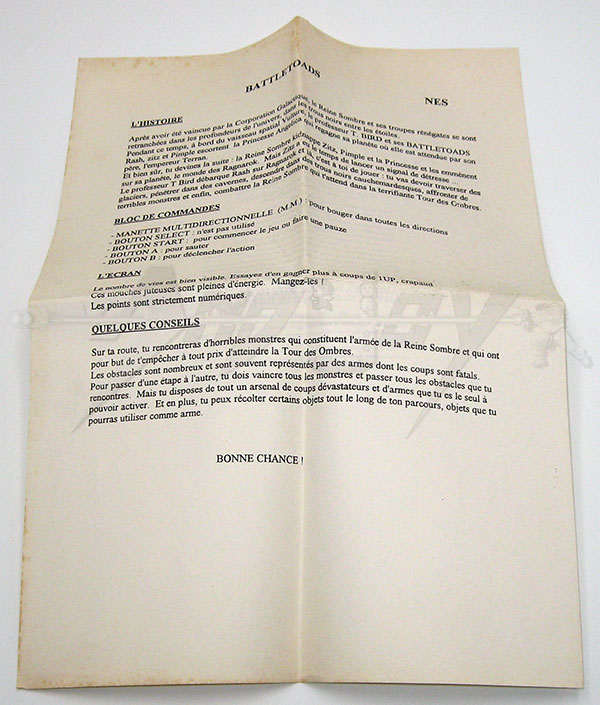 BATTLETOADS
NES
L'HISTOIRE
Après avoir été vaincue par la Corporation Galactique, le Reine Sombre et ses troupes rénégates se sont
retranchées dans les profondeurs de l'univers, dans les trous noirs entre les étoiles.
Pendant ce temps, à bord du vaisseau spatial Vulture, le professeur T. BIRD et ses BATTLETOADS
Raah, zitz et Pimple escortent la Princesse Angelica qui regagne sa planète où elle est attendue par son
père, l'empereur Terran.
Et bien sûr, tu devines la suite : la Reine Sombre kidnappe Zitz, Pimple et la Princesse et les emmènent
sur sa planète, le monde des Ragnarok. Mais Zitz a eu le temps de lancer un signal de détresse ...
Le professeur T Bird débarque Raah sur Ragnarok et là, c'est à toi de jouer : tu vas devoir traverser des
glaciers, pénétrer dans des cavernes, descendre dans des trous noirs cauchemardesques, affronter de
terribles monstres et enfin, combattre la Reine Sombre qui t'attend dans la terrifiante Tour des Ombres.
BLOC DE COMMANDES
- MANETTE MULTIDIRECTIONNELLE (M.M.) : pour bouger dans toutes les directions
- BOUTON SELECT : n'est pas utilisé
- BOUTON START : pour commencer le jeu ou faire une pauze
- BOUTON A : pour sauter
- BOUTON B : pour déclencher l'action
L'ECRAN
Le nombre de vies est bien visible. Essayez d'en gagner plus à coups de 1UP, crapaud
Ces mouches juteuses sont pleines d'énergie. Mangez-les !
Les points sont strictement numériques.
QUELQUES CONSEILS
Sur ta route, tu rencontreras d'horribles monstres qui constituent l'armée de la Reine Sombre et qui ont
pour but de t'empêcher à tout prix d'atteindre la Tour des Ombres.
Les obstacles sont nombreux et sont souvent représentés par des armes dont les coups sont fatals.
Pour passer d'une étape à l'autre, tu dois vaincre tous les monstres et passer tous les obstacles que tu
rencontres. Mais tu disposes de tout un arsenal de coups dévastateurs et d'armes que tu es le seul à
pouvoir activer. Et en plus, tu peux récolter certains objets tout le long de ton parcours, objets que tu
pourras utiliser comme arme.
BONNE CHANCE !